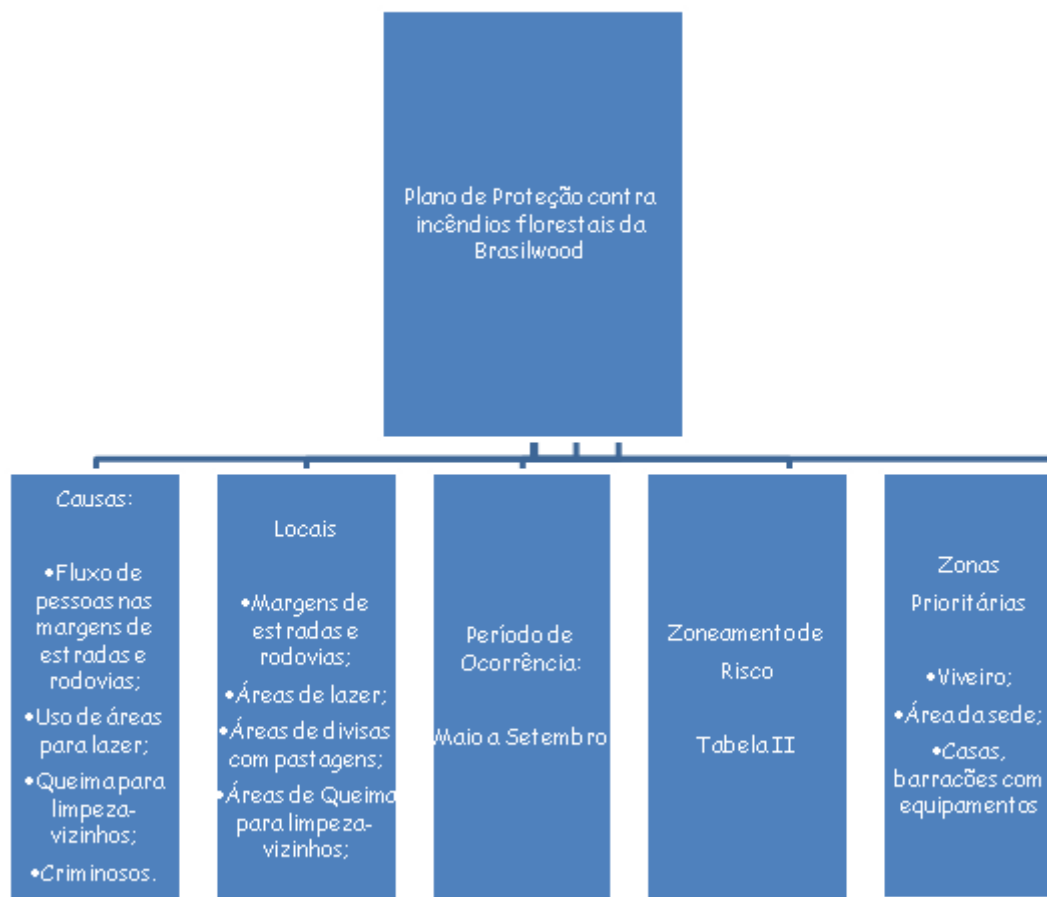 Plano de Proteção contra
incêndios florestais da
Brasilwood
Causas:
•Fluxo de
pessoas nas
margens de
estradas e
rodovias;
•Uso de áreas
para lazer;
•Queima para
limpeza-
vizinhos;
•Criminosos.
Locais
•Margens de
estradas e
rodovias;
•Áreas de lazer;
•Áreas de divisas
com pastagens;
•Áreas de Queima
para limpeza-
vizinhos;
Período de
Ocorrência:
Maio a Setembro
Zoneamento de
Risco
Tabela II
Zonas
Prioritárias
•Viveiro;
•Área da sede;
•Casas,
barracões com
equipamentos